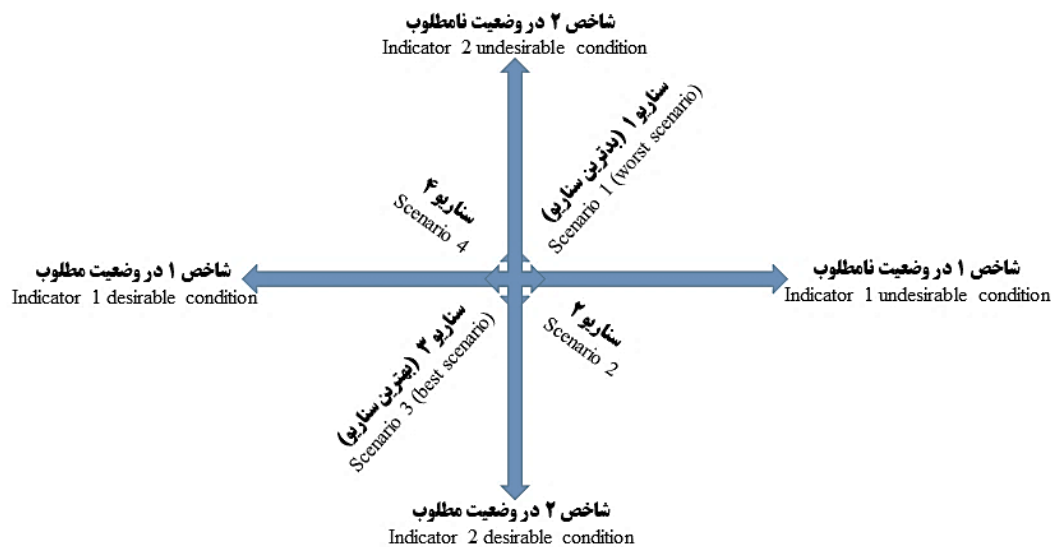 شاخص ۲ در وضعیت نامطلوب
Indicator 2 undesirable condition
سناریو ۱ (بدترین سناریو)
Scenario 1 (worst scenario)
سناریو ۴
Scenario 4
شاخص ۱ در وضعیت مطلوب
Indicator 1 desirable condition
شاخص ۱ در وضعیت نامطلوب
Indicator 1 undesirable condition
سناریو ۳ (بهترین سناریو)
Scenario 3 (best scenario)
سناریو ۲
Scenario 2
شاخص ۲ در وضعیت مطلوب
Indicator 2 desirable condition